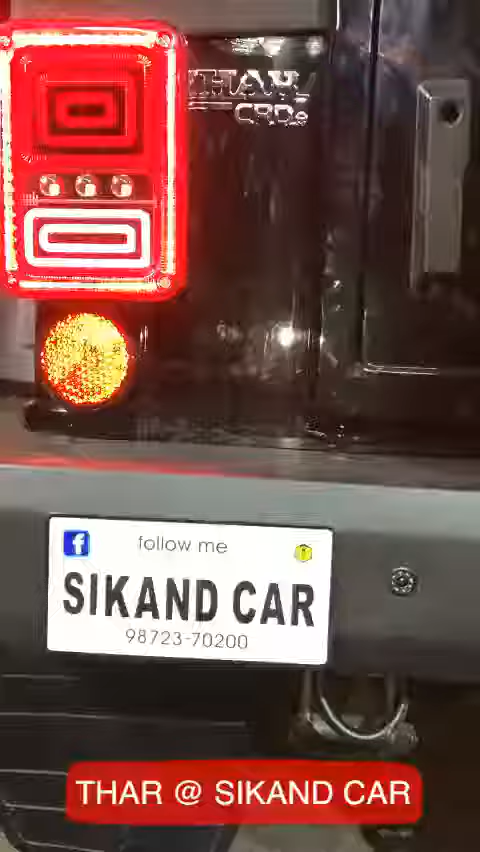 THAR
CRDe
f follow me
SIKAND CAR
98723-70200
THAR @ SIKAND CAR